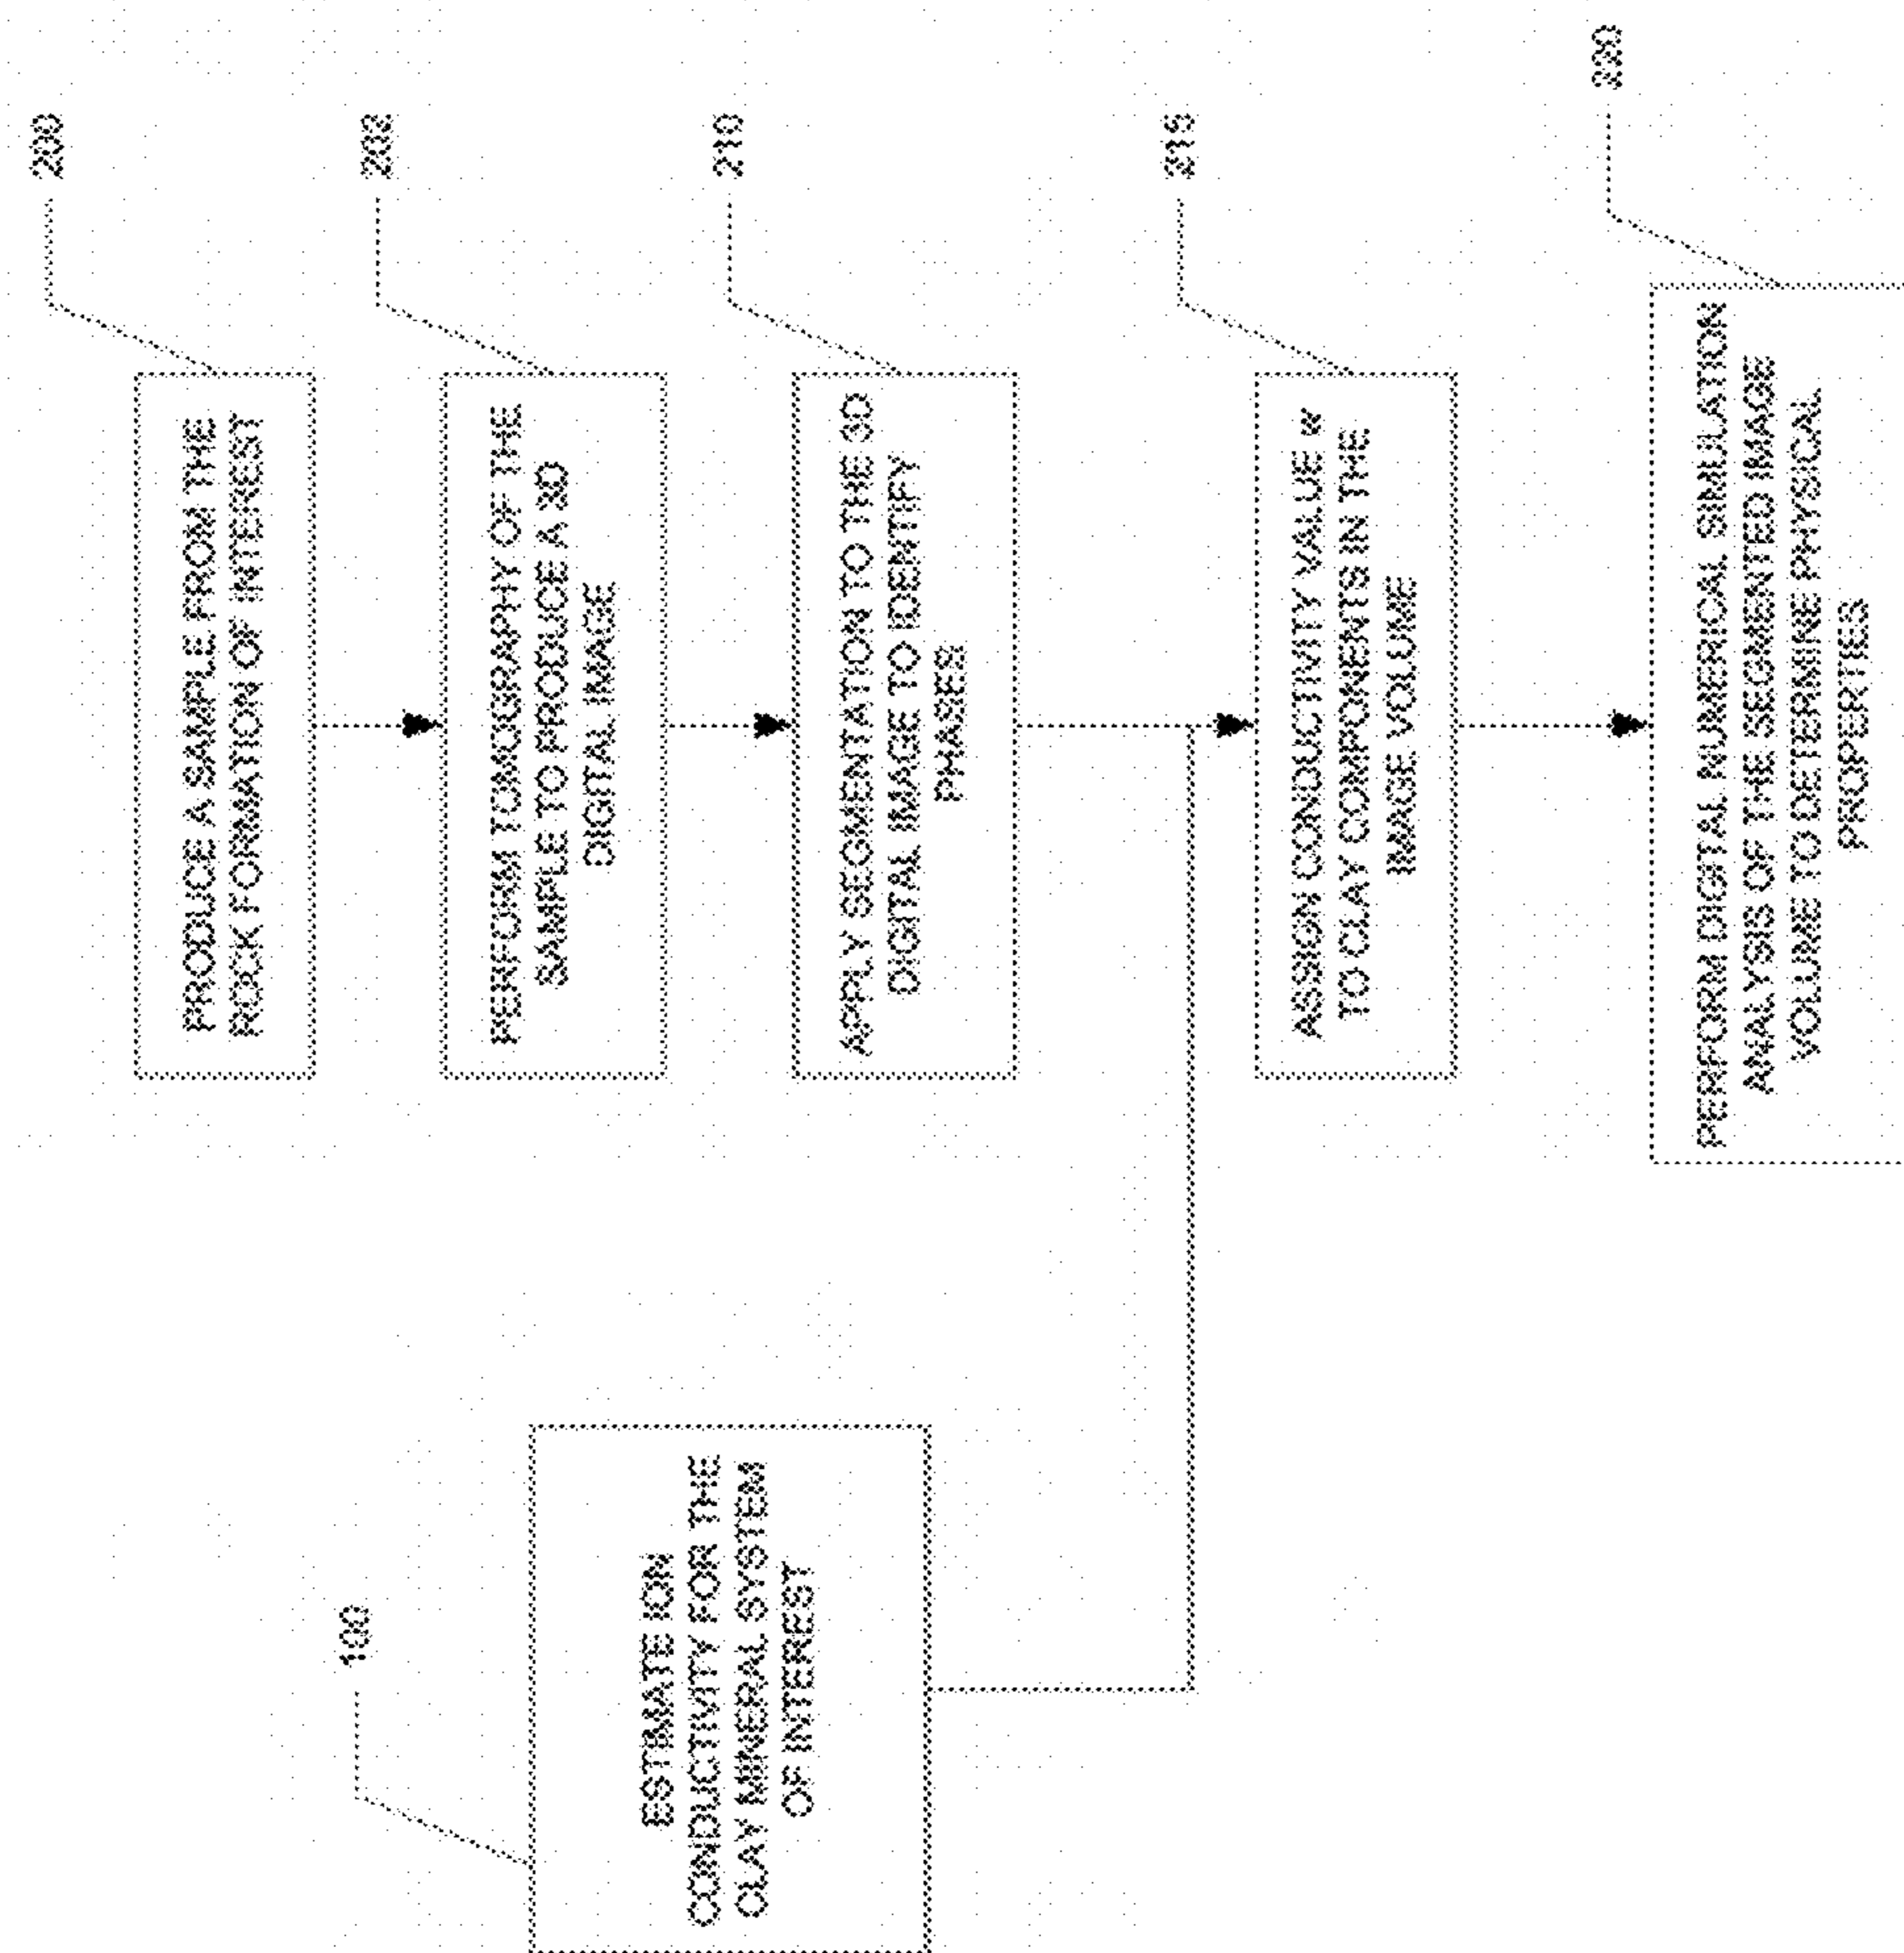 200
PRODUCE A SAMPLE FROM THE
ROCK FORMATION OF INTEREST
PERFORM TOMOGRAPHY OF THE
SAMPLE TO PRODUCE A 3D
DIGITAL IMAGE
210
APPLY SEGMENTATION TO THE 3D
DIGITAL IMAGE TO IDENTIFY
PHASES
100
ESTIMATE ION
CONDUCTIVITY FOR THE
CLAY MINERAL SYSTEM
OF INTEREST
215
ASSIGN CONDUCTIVITY VALUE
TO CLAY COMPONENTS IN THE
IMAGE VOLUME
PERFORM DIGITAL NUMERICAL SIMULATION
ANALYSIS OF THE SEGMENTED IMAGE
VOLUME TO DETERMINE PHYSICAL
PROPERTIES